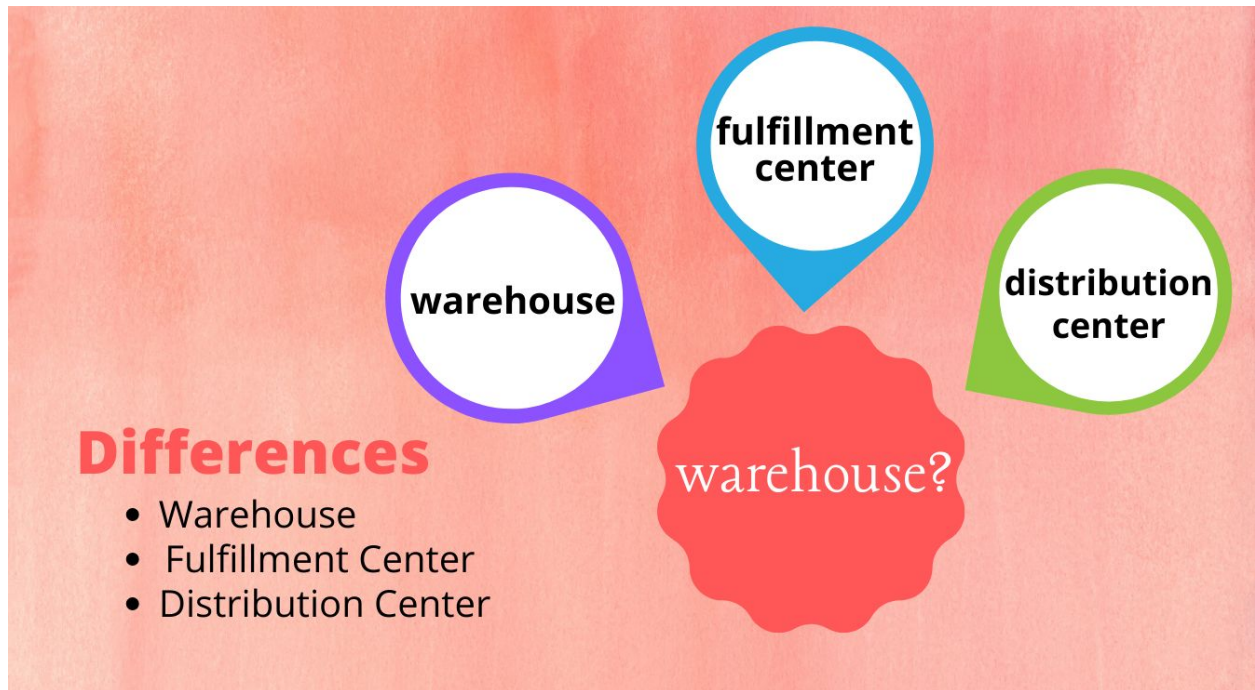 fulfillment
center
warehouse
distribution
center
warehouse?
Differences
• Warehouse
• Fulfillment Center
• Distribution Center